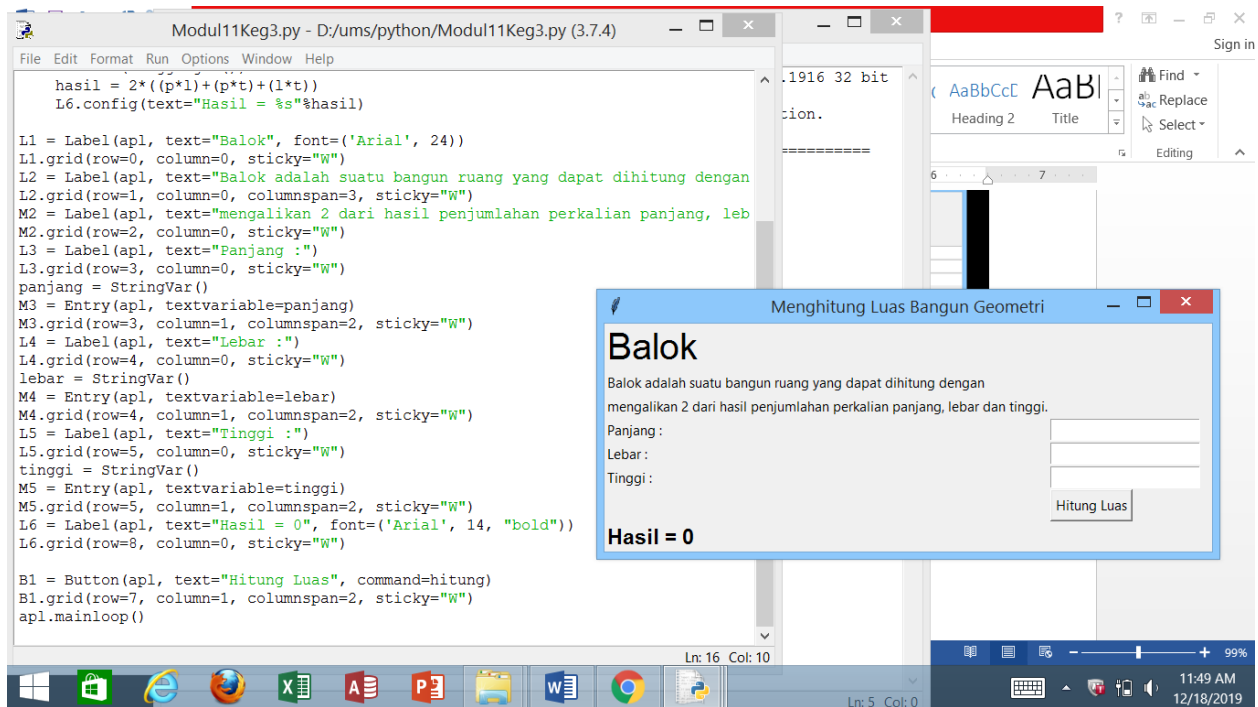 Modul11Keg3.py - D:/ums/python/Modul11Keg3.py (3.7.4)
File Edit Format Run Options Window Help
hasil = 2*((p*l)+(p*t)+(l*t))
L6.config(text="Hasil = %s"%hasil)
L1 = Label(apl, text="Balok", font=('Arial', 24))
L1.grid(row=0, column=0, sticky="W")
L2 = Label(apl, text="Balok adalah suatu bangun ruang yang dapat dihitung dengan
L2.grid(row=1, column=0, columnspan=3, sticky="W")
M2 = Label(apl, text="mengalikan 2 dari hasil penjumlahan perkalian panjang, leb
M2.grid(row=2, column=0, sticky="W")
L3 = Label(apl, text="Panjang :")
L3.grid(row=3, column=0, sticky="W")
panjang = StringVar()
M3 = Entry(apl, textvariable=panjang)
M3.grid(row=3, column=1, columnspan=2, sticky="W")
L4 = Label(apl, text="Lebar :")
L4.grid(row=4, column=0, sticky="W")
lebar = StringVar()
M4 = Entry(apl, textvariable=lebar)
M4.grid(row=4, column=1, columnspan=2, sticky="W")
L5 = Label(apl, text="Tinggi :")
L5.grid(row=5, column=0, sticky="W")
tinggi = StringVar()
M5 = Entry(apl, textvariable=tinggi)
M5.grid(row=5, column=1, columnspan=2, sticky="W")
L6 = Label(apl, text="Hasil = 0", font=('Arial', 14, "bold"))
L6.grid(row=8, column=0, sticky="W")
B1 = Button(apl, text="Hitung Luas", command=hitung)
B1.grid(row=7, column=1, columnspan=2, sticky="W")
apl.mainloop()
Ln: 16 Col: 10
.1916 32 bit
tion.
==========
Ln: 5 Col: 0
Sign in
AaBbCcE AaBl
Heading 2 Title
Find
Replace
Select
Editing
6 7
Menghitung Luas Bangun Geometri
Balok
Balok adalah suatu bangun ruang yang dapat dihitung dengan
mengalikan 2 dari hasil penjumlahan perkalian panjang, lebar dan tinggi.
Panjang :
Lebar :
Tinggi :
Hitung Luas
Hasil = 0
99%
11:49 AM
12/18/2019